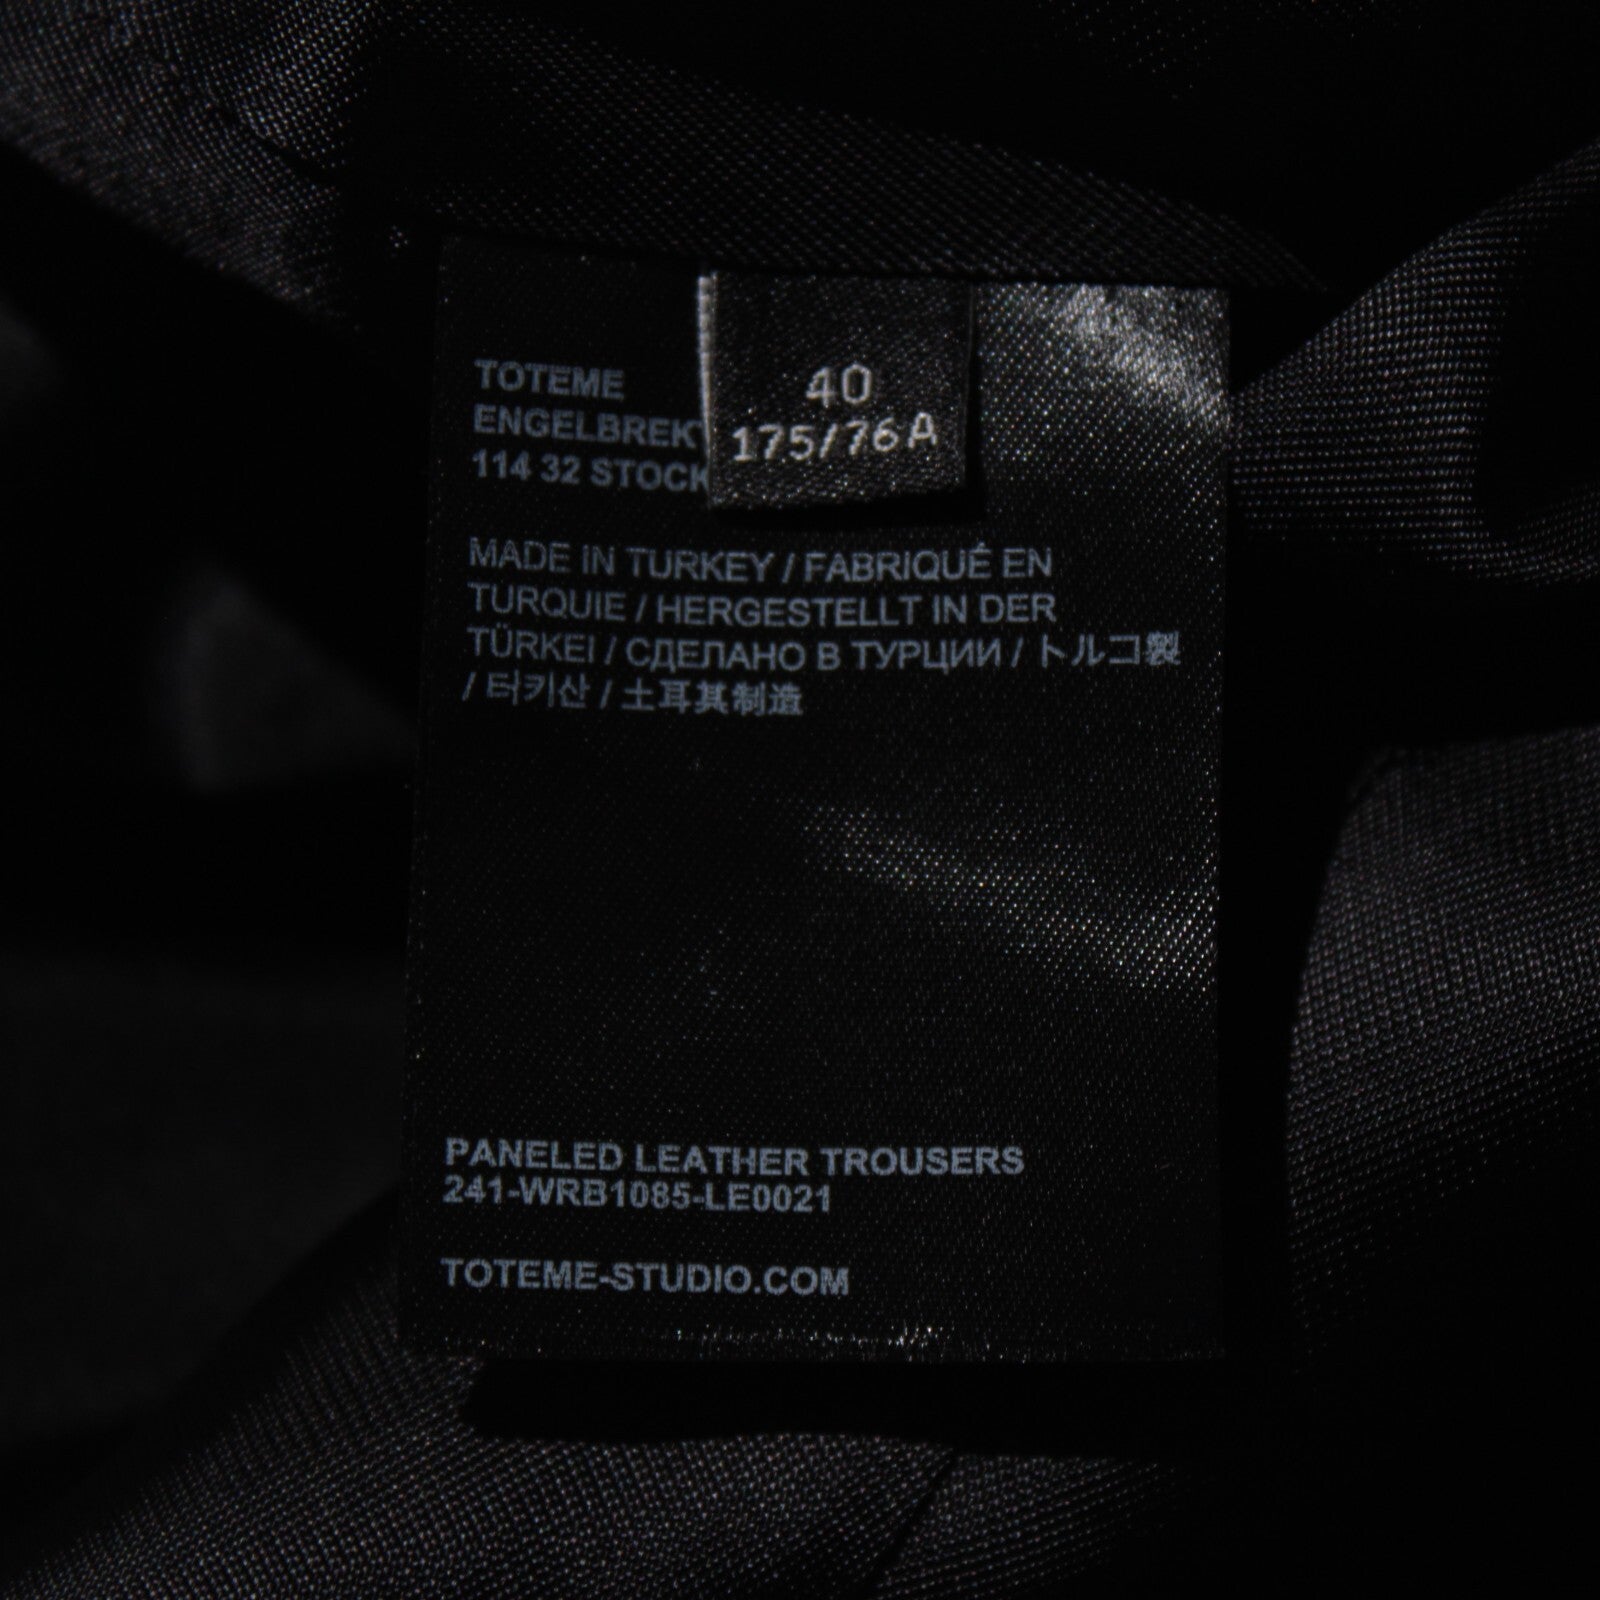 TOTEME
114 32
40
175/76A
MADE IN TURKEY / FABRIQUÉ EN
TURQUIE / HERGESTELLT IN DER
TÜRKEI / СДЕЛАНО В ТУРЦИИ / トルコ製
/ 터키산 / 土耳其制造
PANELED LEATHER TROUSERS
241-WRB1085-LE0021
TOTEME-STUDIO.COM